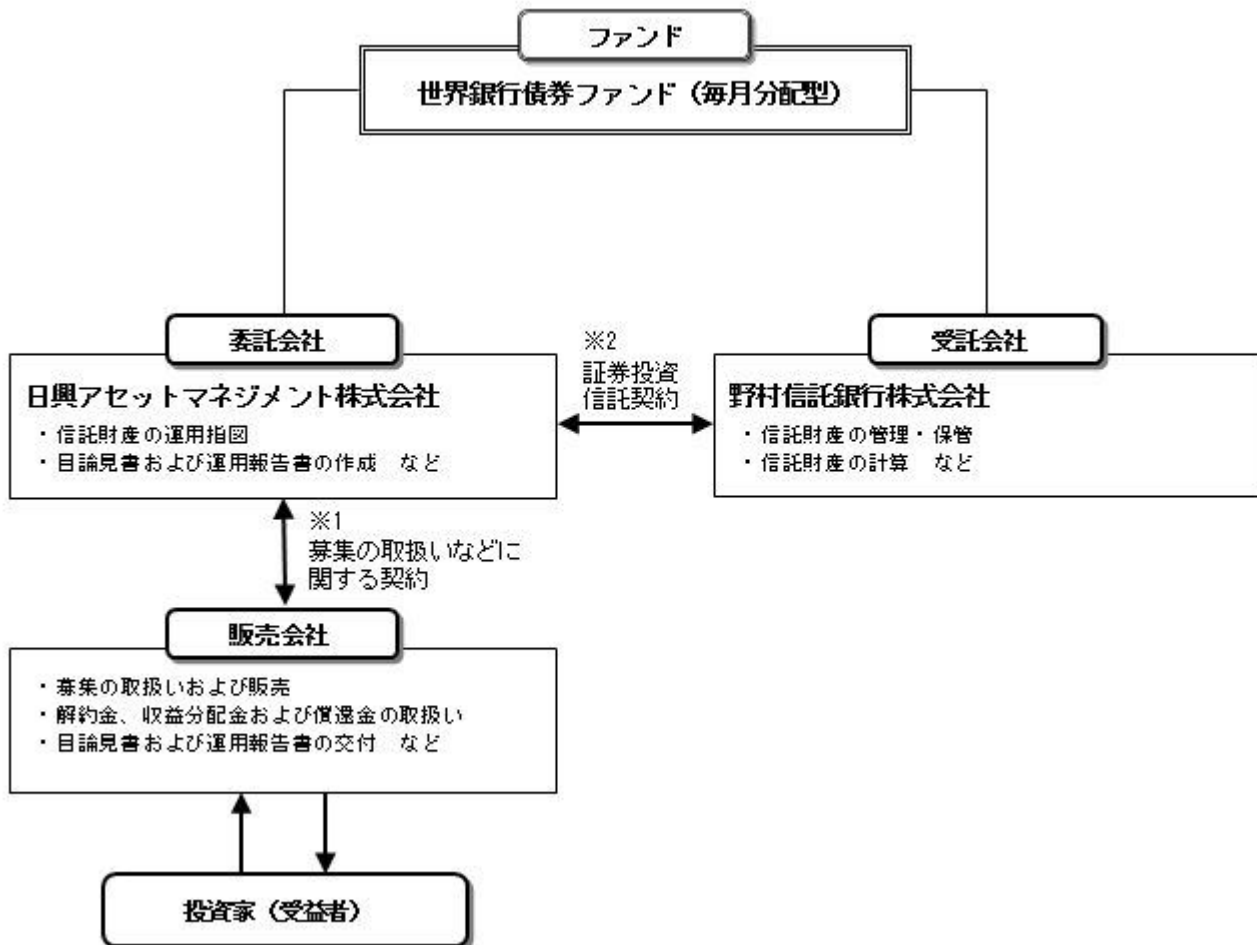 ファンド
世界銀行債券ファンド（毎月分配型）
委託会社
日興アセットマネジメント株式会社
・信託財産の運用指図
・目論見書および運用報告書の作成　など
※2
証券投資
信託契約
受託会社
野村信託銀行株式会社
・信託財産の管理・保管
・信託財産の計算　など
※1
募集の取扱いなどに
関する契約
販売会社
・募集の取扱いおよび販売
・解約金、収益分配金および償還金の取扱い
・目論見書および運用報告書の交付　など
投資家（受益者）